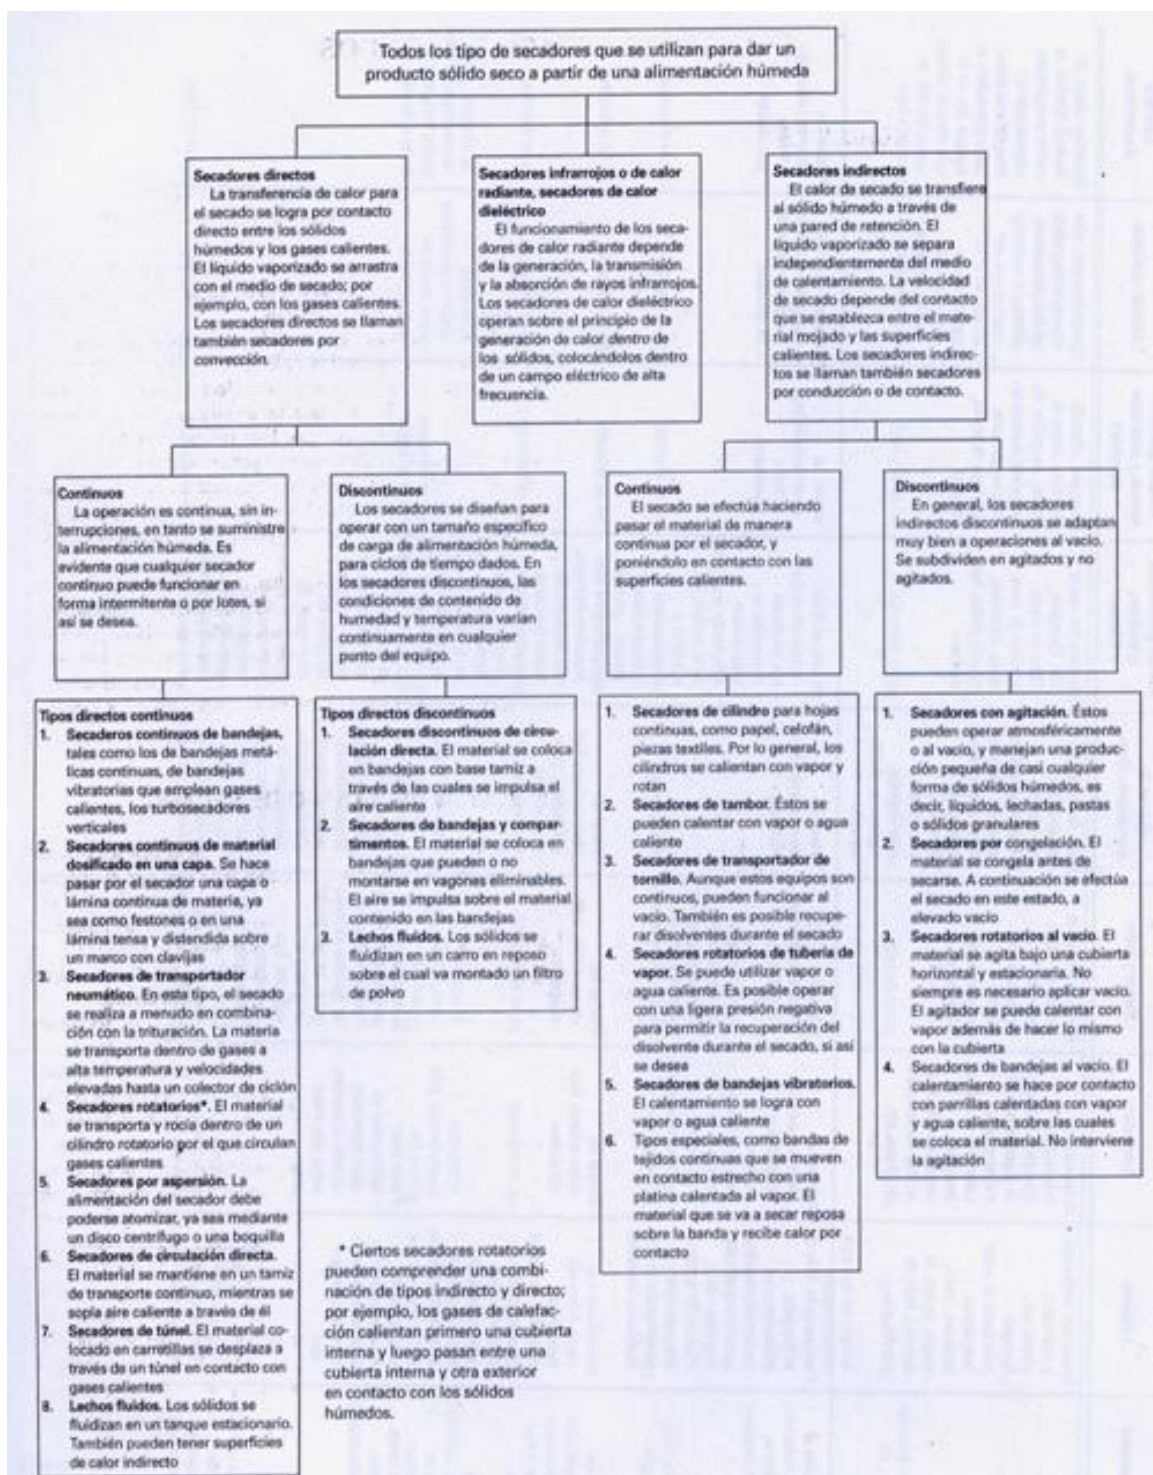 Todos los tipo de secadores que se utilizan para dar un
producto sólido seco a partir de una alimentación húmeda
Secadores directos
La transferencia de calor para
el secado se logra por contacto
directo entre los sólidos
húmedos y los gases calientes.
El líquido vaporizado se arrastra
con el medio de secado; por
ejemplo, con los gases calientes.
Los secadores directos se llaman
también secadores por
convección.
Secadores infrarrojos o de calor
radiante, secadores de calor
dieléctrico
El funcionamiento de los seca-
dores de calor radiante depende
de la generación, la transmisión
y la absorción de rayos infrarrojos.
Los secadores de calor dieléctrico
operan sobre el principio de la
generación de calor dentro de
los sólidos, colocándolos dentro
de un campo eléctrico de alta
frecuencia.
Secadores indirectos
El calor de secado se transfiere
al sólido húmedo a través de
una pared de retención. El
líquido vaporizado se separa
independientemente del medio
de calentamiento. La velocidad
de secado depende del contacto
que se establezca entre el mate-
rial mojado y las superficies
calientes. Los secadores indirec-
tos se llaman también secadores
por conducción o de contacto.
Continuos
La operación es continua, sin in-
terrupciones, en tanto se suministre
la alimentación húmeda. Es
evidente que cualquier secador
continuo puede funcionar en
forma intermitente o por lotes, si
así se desea.
Discontinuos
Los secadores se diseñan para
operar con un tamaño específico
de carga de alimentación húmeda,
para ciclos de tiempo dados. En
los secadores discontinuos, las
condiciones de contenido de
humedad y temperatura varían
continuamente en cualquier
punto del equipo.
Continuos
El secado se efectúa haciendo
pasar el material de manera
continua por el secador, y
poniéndolo en contacto con las
superficies calientes.
Discontinuos
En general, los secadores
indirectos discontinuos se adaptan
muy bien a operaciones al vacío.
Se subdividen en agitados y no
agitados.
Tipos directos continuos
1. Secaderos continuos de bandejas,
tales como los de bandejas metá-
licas continuas, de bandejas
vibratorias que emplean gases
calientes, los turbosecadores
verticales
2. Secadores continuos de material
dosificado en una capa. Se hace
pasar por el secador una capa o
lámina continua de materia, ya
sea como festones o en una
lámina tensa y distendida sobre
un marco con clavijas
3. Secadores de transportador
neumático. En esta tipo, el secado
se realiza a menudo en combina-
ción con la trituración. La materia
se transporta dentro de gases a
alta temperatura y velocidades
elevadas hasta un colector de ciclón
4. Secadores rotatorios*. El material
se transporta y rocía dentro de un
cilindro rotatorio por el que circulan
gases calientes
5. Secadores por aspersión. La
alimentación del secador debe
poderse atomizar, ya sea mediante
un disco centrífugo o una boquilla
6. Secadores de circulación directa.
El material se mantiene en un tamiz
de transporte continuo, mientras se
sopla aire caliente a través de él
7. Secadores de túnel. El material co-
locado en carretillas se desplaza a
través de un túnel en contacto con
gases calientes
8. Lechos fluidos. Los sólidos se
fluidizan en un tanque estacionario.
También pueden tener superficies
de calor indirecto
Tipos directos discontinuos
1. Secadores discontinuos de circu-
lación directa. El material se coloca
en bandejas con base tamiz a
través de las cuales se impulsa el
aire caliente
2. Secadores de bandejas y compar-
timentos. El material se coloca en
bandejas que pueden o no
montarse en vagones eliminables.
El aire se impulsa sobre el material
contenido en las bandejas
3. Lechos fluidos. Los sólidos se
fluidizan en un carro en reposo
sobre el cual va montado un filtro
de polvo
* Ciertos secadores rotatorios
pueden comprender una combi-
nación de tipos indirecto y directo;
por ejemplo, los gases de calefac-
ción calientan primero una cubierta
interna y luego pasan entre una
cubierta interna y otra exterior
en contacto con los sólidos
húmedos.
1. Secadores de cilindro para hojas
continuas, como papel, celofán,
piezas textiles. Por lo general, los
cilindros se calientan con vapor y
rotan
2. Secadores de tambor. Éstos se
pueden calentar con vapor o agua
caliente
3. Secadores de transportador de
tornillo. Aunque estos equipos son
continuos, pueden funcionar al
vacío. También es posible recupe-
rar disolventes durante el secado
4. Secadores rotatorios de tubería de
vapor. Se puede utilizar vapor o
agua caliente. Es posible operar
con una ligera presión negativa
para permitir la recuperación del
disolvente durante el secado, si así
se desea
5. Secadores de bandejas vibratorios.
El calentamiento se logra con
vapor o agua caliente
6. Tipos especiales, como bandas de
tejidos continuas que se mueven
en contacto estrecho con una
platina calentada al vapor. El
material que se va a secar reposa
sobre la banda y recibe calor por
contacto
1. Secadores con agitación. Éstos
pueden operar atmosféricamente
o al vacío, y manejan una produc-
ción pequeña de casi cualquier
forma de sólidos húmedos, es
decir, líquidos, lechadas, pastas
o sólidos granulares
2. Secadores por congelación. El
material se congela antes de
secarse. A continuación se efectúa
el secado en este estado, a
elevado vacío
3. Secadores rotatorios al vacío. El
material se agita bajo una cubierta
horizontal y estacionaria. No
siempre es necesario aplicar vacío.
El agitador se puede calentar con
vapor además de hacer lo mismo
con la cubierta
4. Secadores de bandejas al vacío. El
calentamiento se hace por contacto
con parrillas calentadas con vapor
y agua caliente, sobre las cuales
se coloca el material. No interviene
la agitación